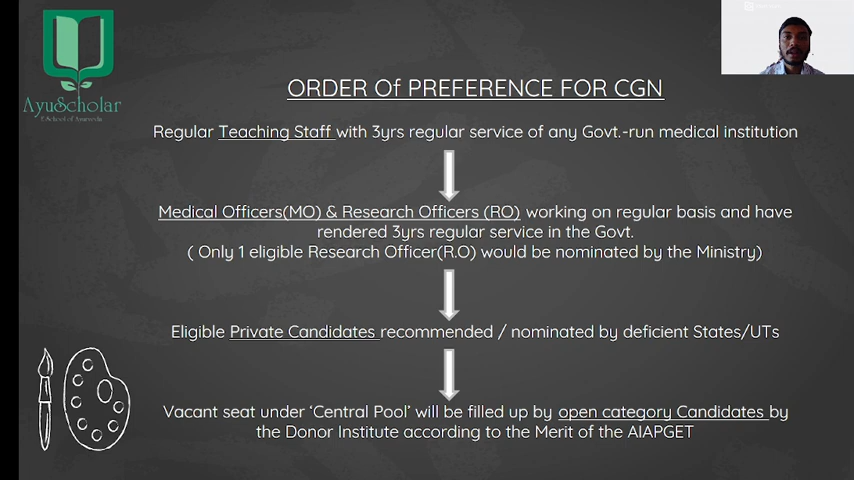 AyuScholar
E-School of Ayurveda
ORDER Of PREFERENCE FOR CGN
Regular Teaching Staff with 3yrs regular service of any Govt.-run medical institution
Medical Officers(MO) & Research Officers (RO) working on regular basis and have
rendered 3yrs regular service in the Govt.
( Only 1 eligible Research Officer(R.O) would be nominated by the Ministry)
Eligible Private Candidates recommended / nominated by deficient States/UTs
Vacant seat under ‘Central Pool’ will be filled up by open category Candidates by
the Donor Institute according to the Merit of the AIAPGET